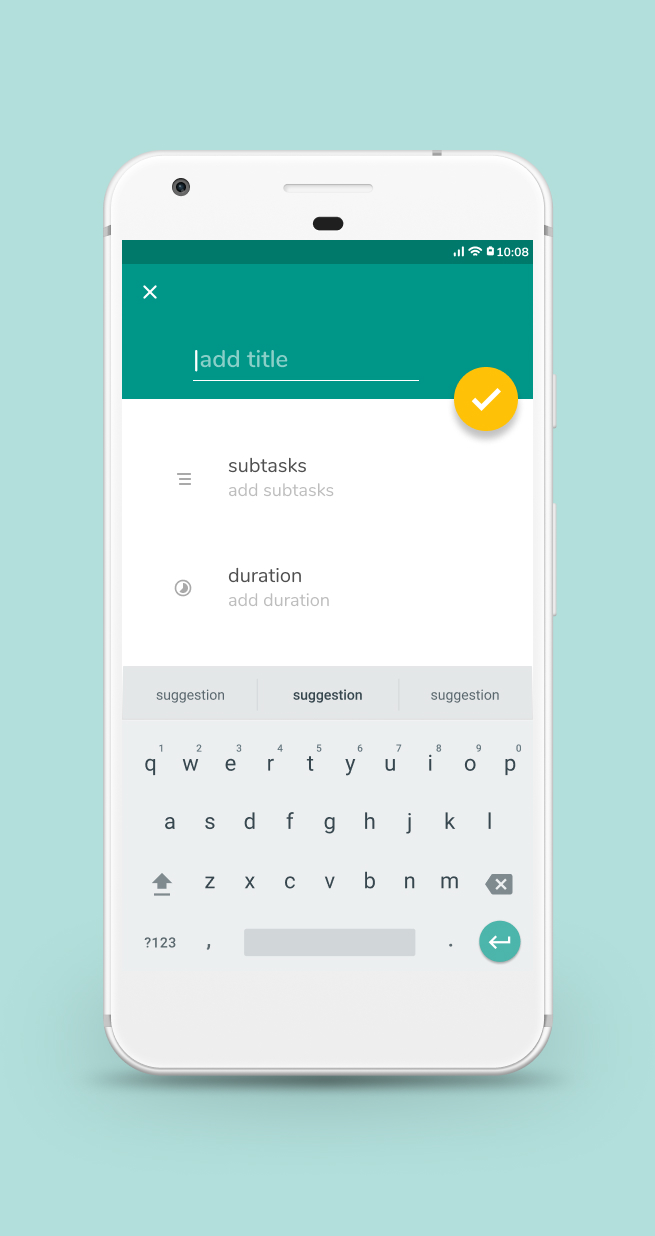 10:08
add title
subtasks
add subtasks
duration
add duration
suggestion suggestion suggestion
1 2 3 4 5 6 7 8 9 0
q w e r t y u i o p
a s d f g h j k l
z x c v b n m
?123 , .